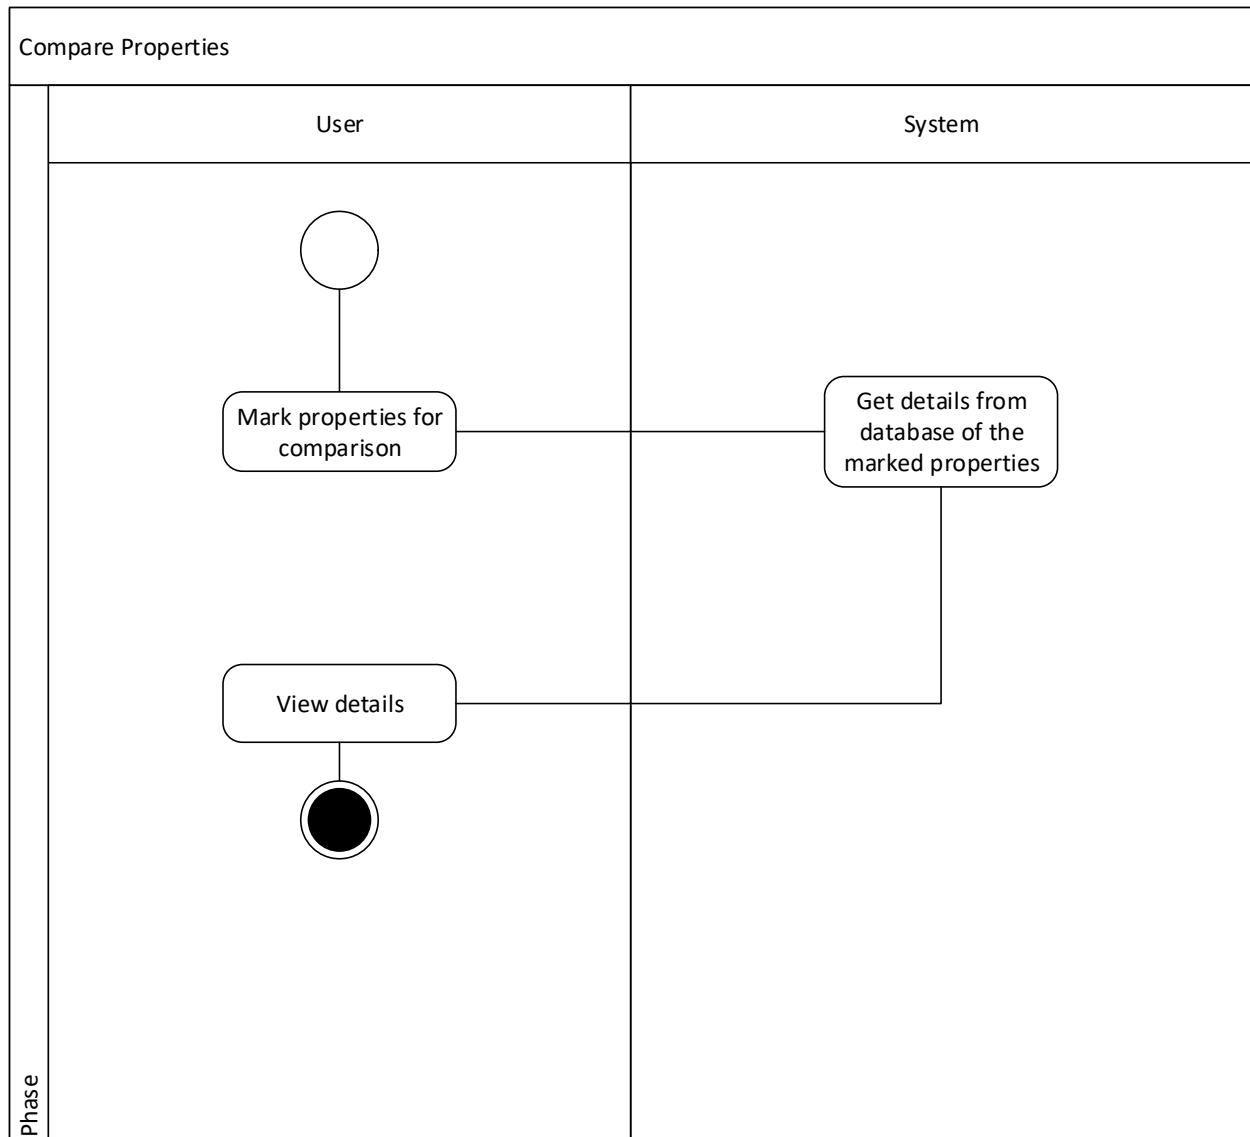 Compare Properties
User
System
Mark properties for
comparison
Get details from
database of the
marked properties
View details
Phase